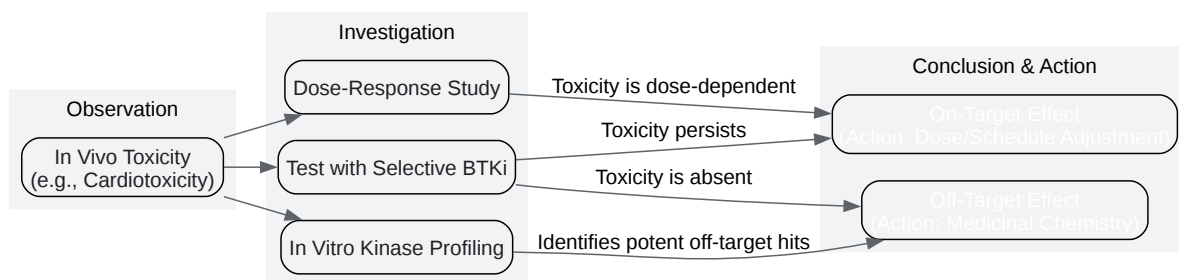 Observation
In Vivo Toxicity
(e.g., Cardiotoxicity)
Investigation
Dose-Response Study
Test with Selective BTKi
In Vitro Kinase Profiling
Toxicity is dose-dependent
Toxicity persists
Toxicity is absent
Identifies potent off-target hits
Conclusion & Action
On-Target Effect
(Action: Dose/Schedule Adjustment)
Off-Target Effect
(Action: Medicinal Chemistry)